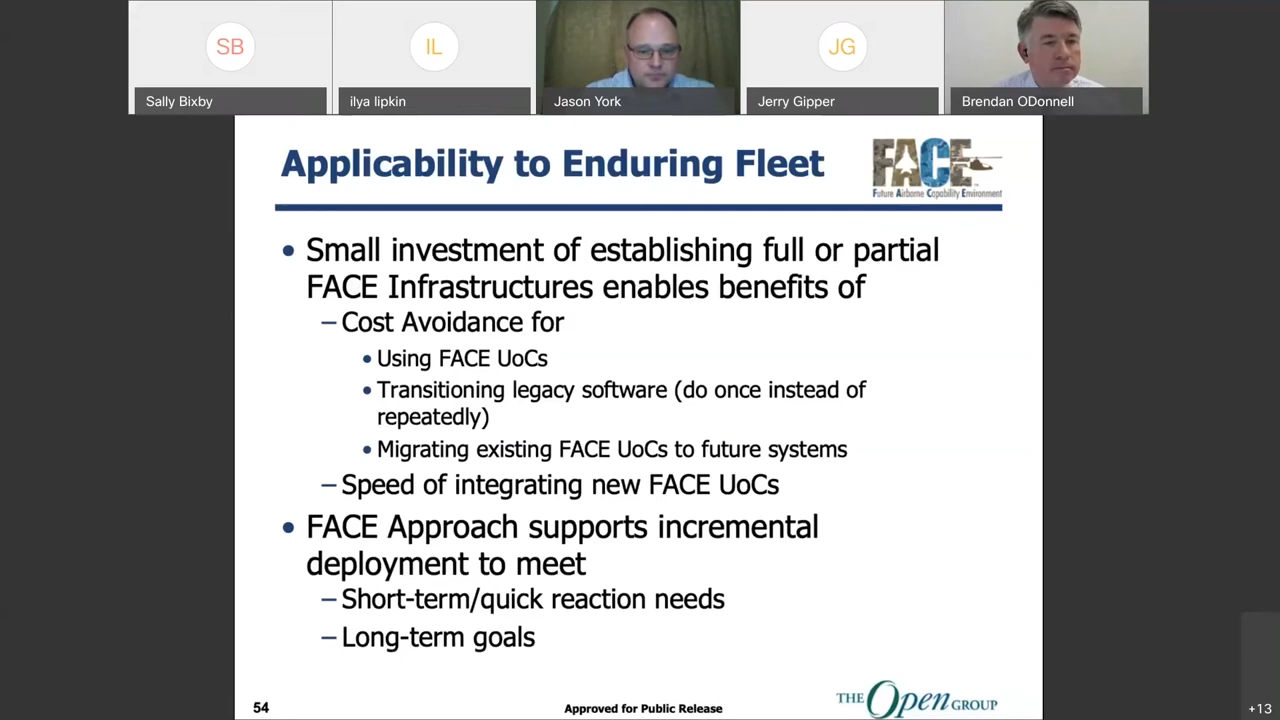 SB
IL
JG
Sally Bixby
ilya lipkin
Jason York
Jerry Gipper
Brendan ODonnell
Applicability to Enduring Fleet
FACE
Future Airborne Capability Environment
• Small investment of establishing full or partial
FACE Infrastructures enables benefits of
– Cost Avoidance for
• Using FACE UoCs
• Transitioning legacy software (do once instead of
repeatedly)
• Migrating existing FACE UoCs to future systems
– Speed of integrating new FACE UoCs
• FACE Approach supports incremental
deployment to meet
– Short-term/quick reaction needs
– Long-term goals
54
Approved for Public Release
THE Open GROUP
+13